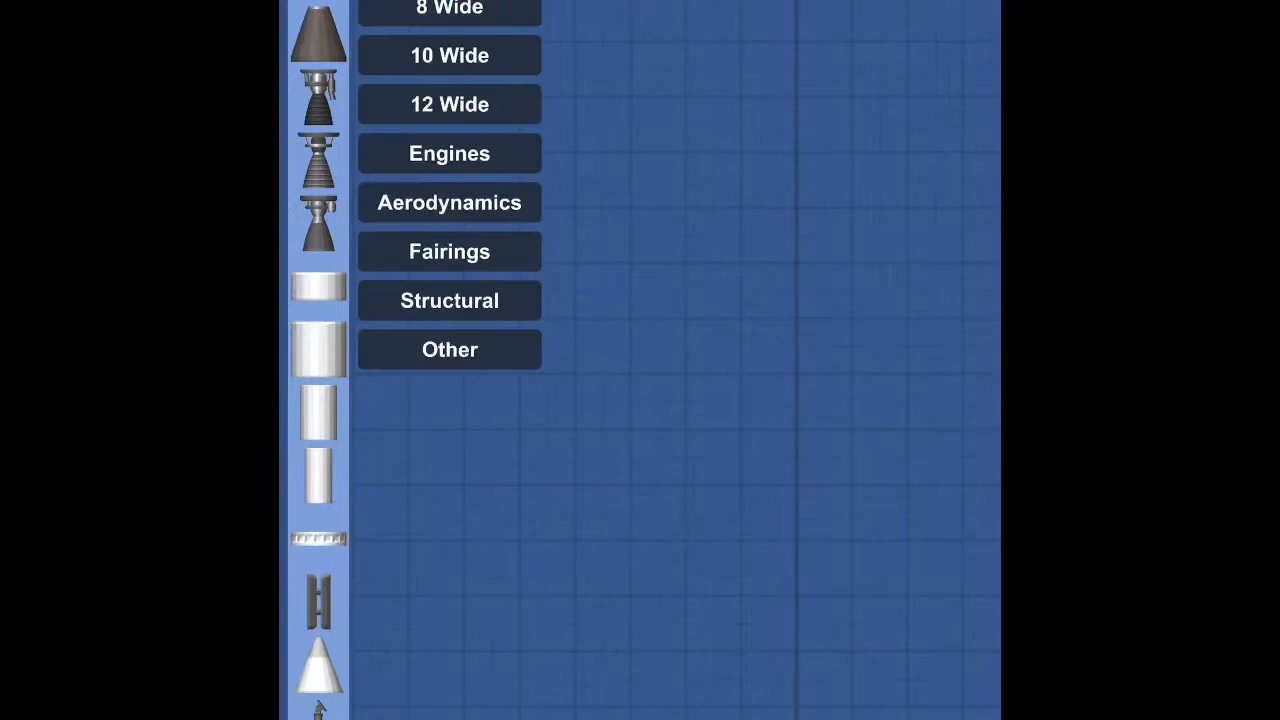 8 Wide
10 Wide
12 Wide
Engines
Aerodynamics
Fairings
Structural
Other